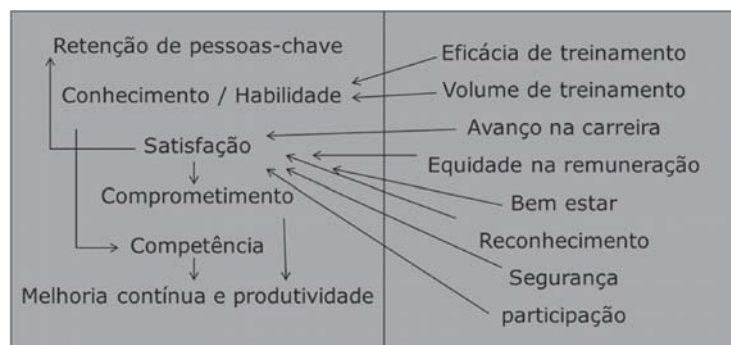 Retenção de pessoas-chave
Conhecimento / Habilidade
Satisfação
Comprometimento
Competência
Melhoria contínua e produtividade
Eficácia de treinamento
Volume de treinamento
Avanço na carreira
Equidade na remuneração
Bem estar
Reconhecimento
Segurança
participação